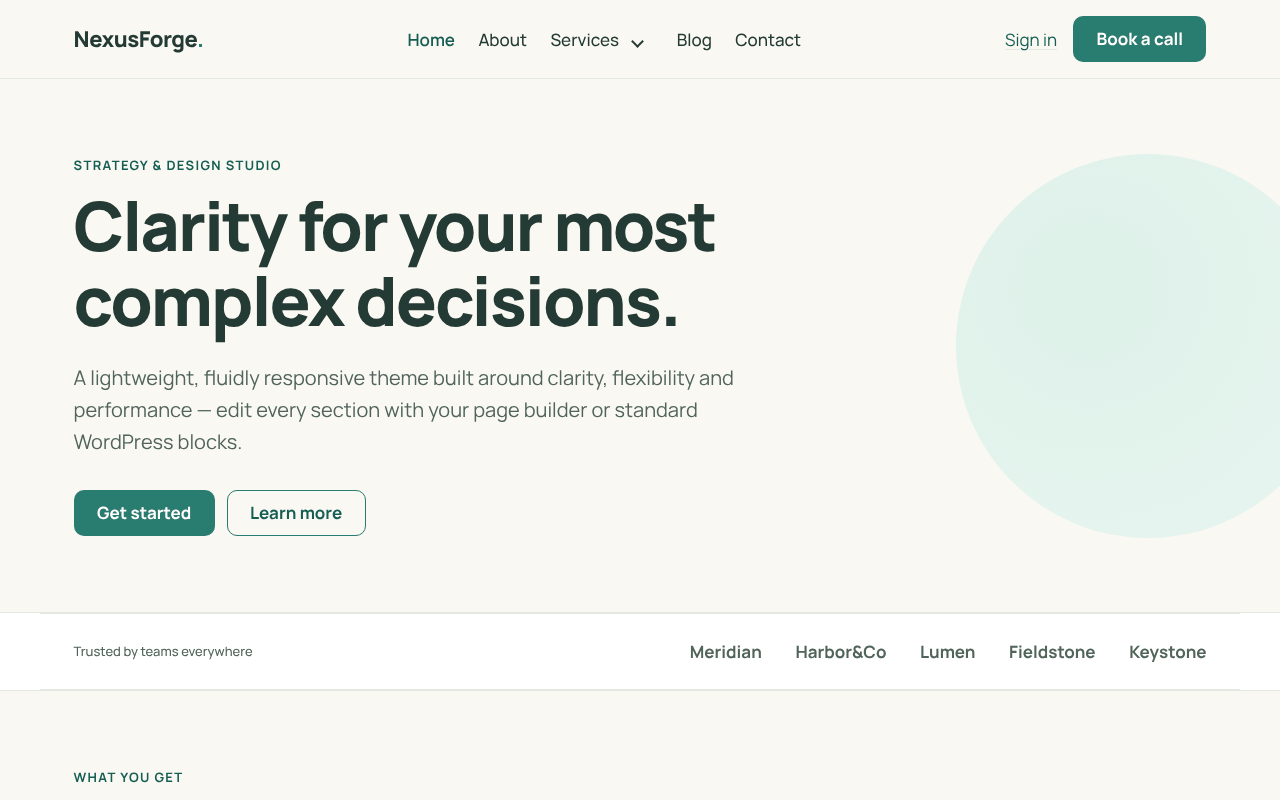 NexusForge.
Home About Services Blog Contact
Sign in
Book a call
STRATEGY & DESIGN STUDIO
Clarity for your most
complex decisions.
A lightweight, fluidly responsive theme built around clarity, flexibility and
performance — edit every section with your page builder or standard
WordPress blocks.
Get started
Learn more
Trusted by teams everywhere
Meridian Harbor&Co Lumen Fieldstone Keystone
WHAT YOU GET